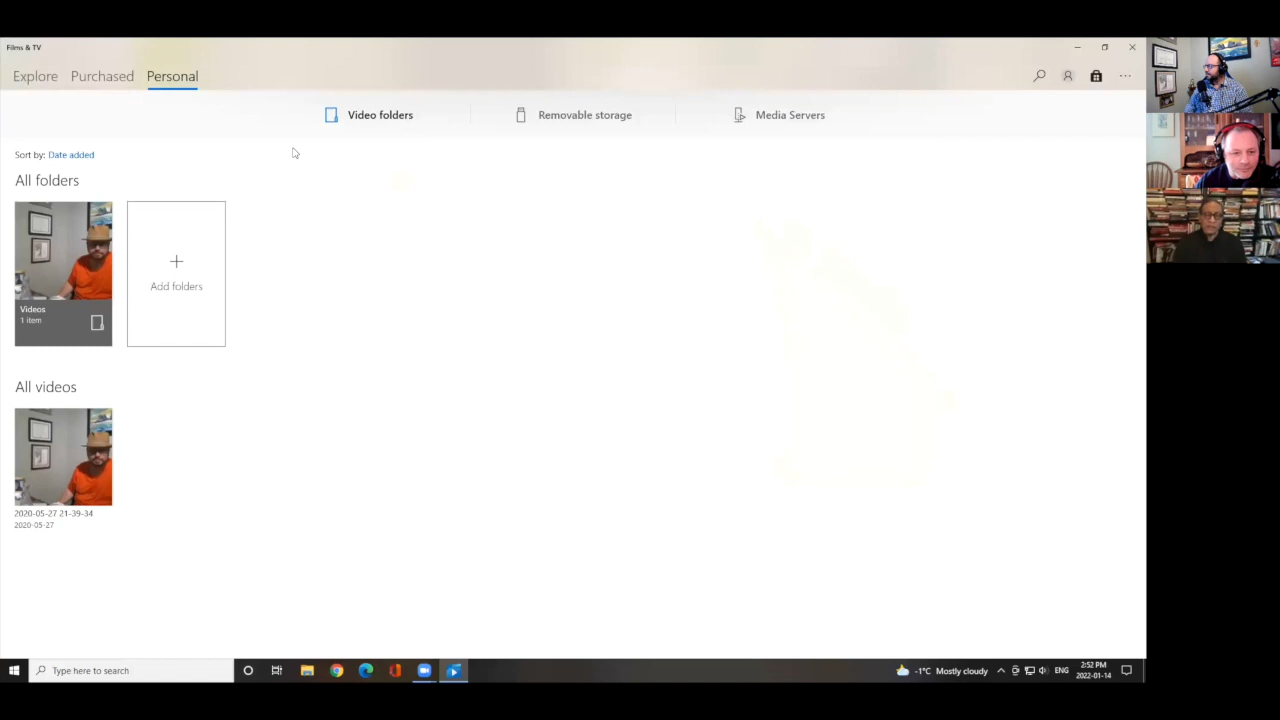 Films & TV
Explore Purchased Personal
Video folders Removable storage Media Servers
Sort by: Date added
All folders
Videos
1 item
Add folders
All videos
2020-05-27 21-39-34
2020-05-27
Type here to search
-1°C Mostly cloudy
ENG
2:52 PM
2022-01-14